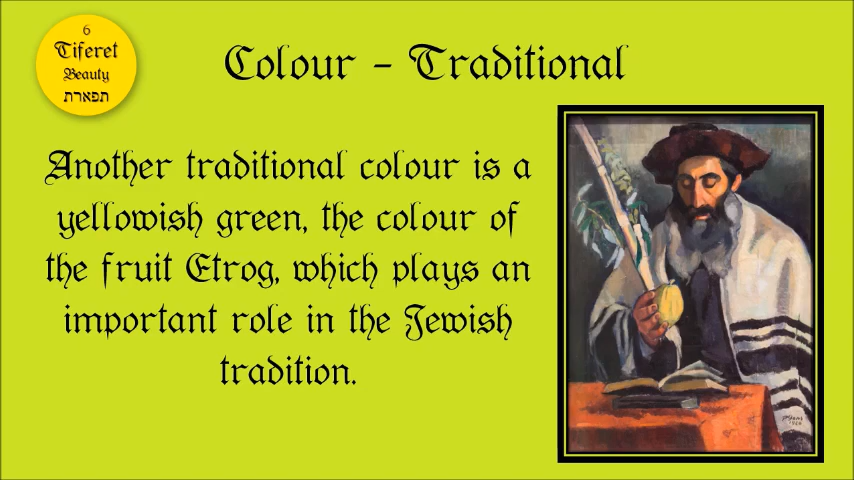 6
Tiferet
Beauty
תפארת
Colour - Traditional
Another traditional colour is a
yellowish green, the colour of
the fruit Etrog, which plays an
important role in the Jewish
tradition.